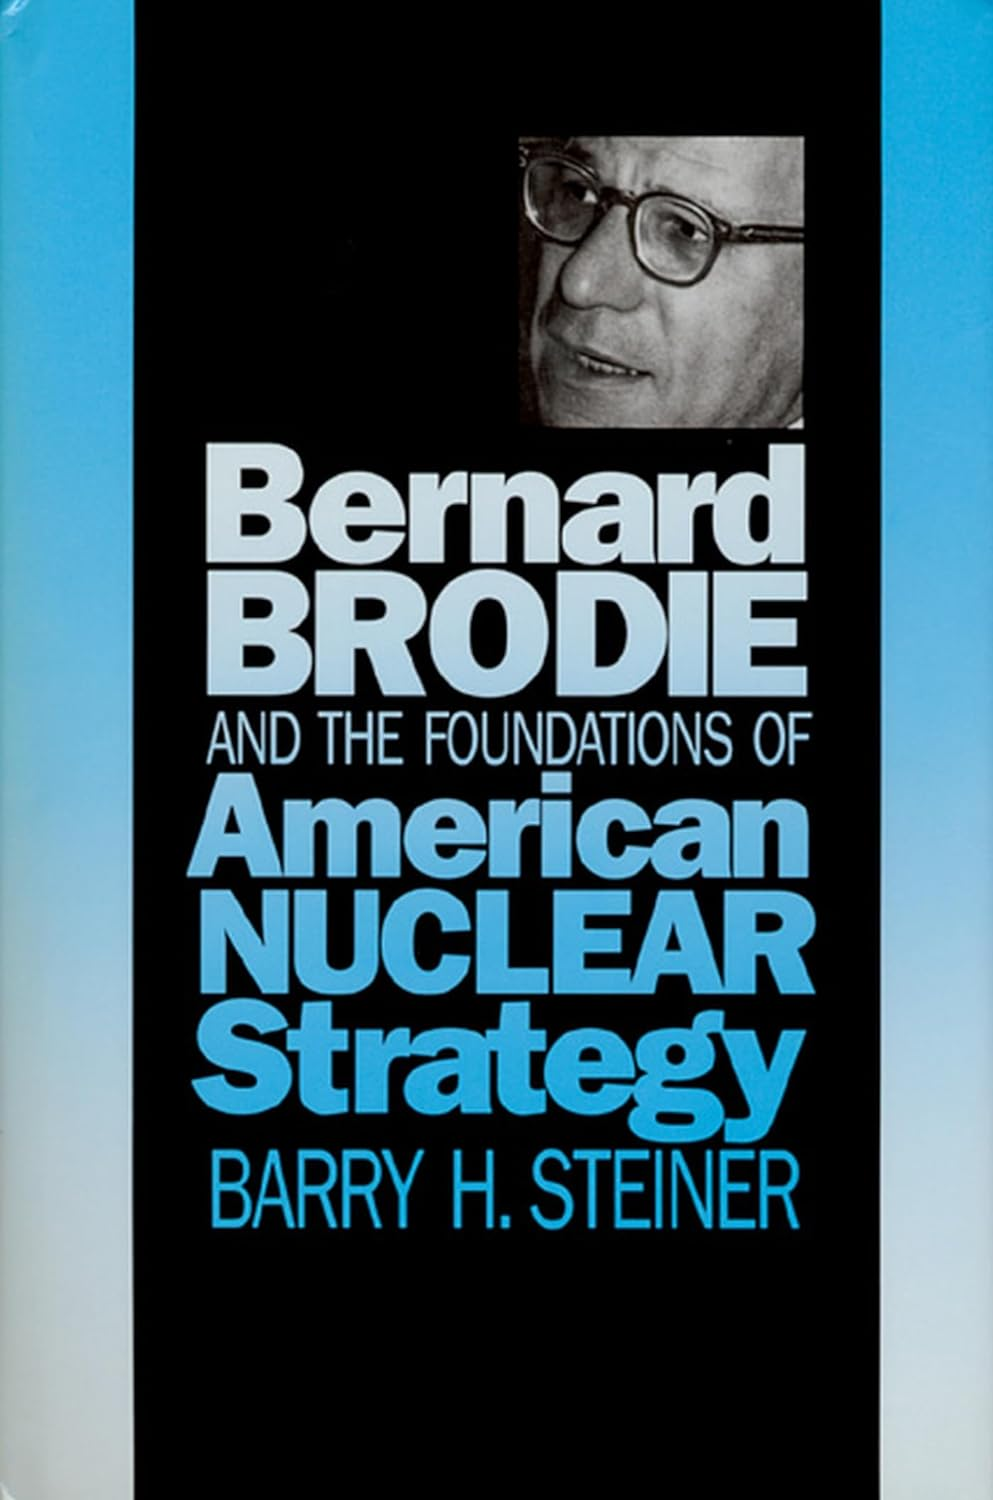 Bernard
BRODIE
AND THE FOUNDATIONS OF
American
NUCLEAR
Strategy
BARRY H. STEINER